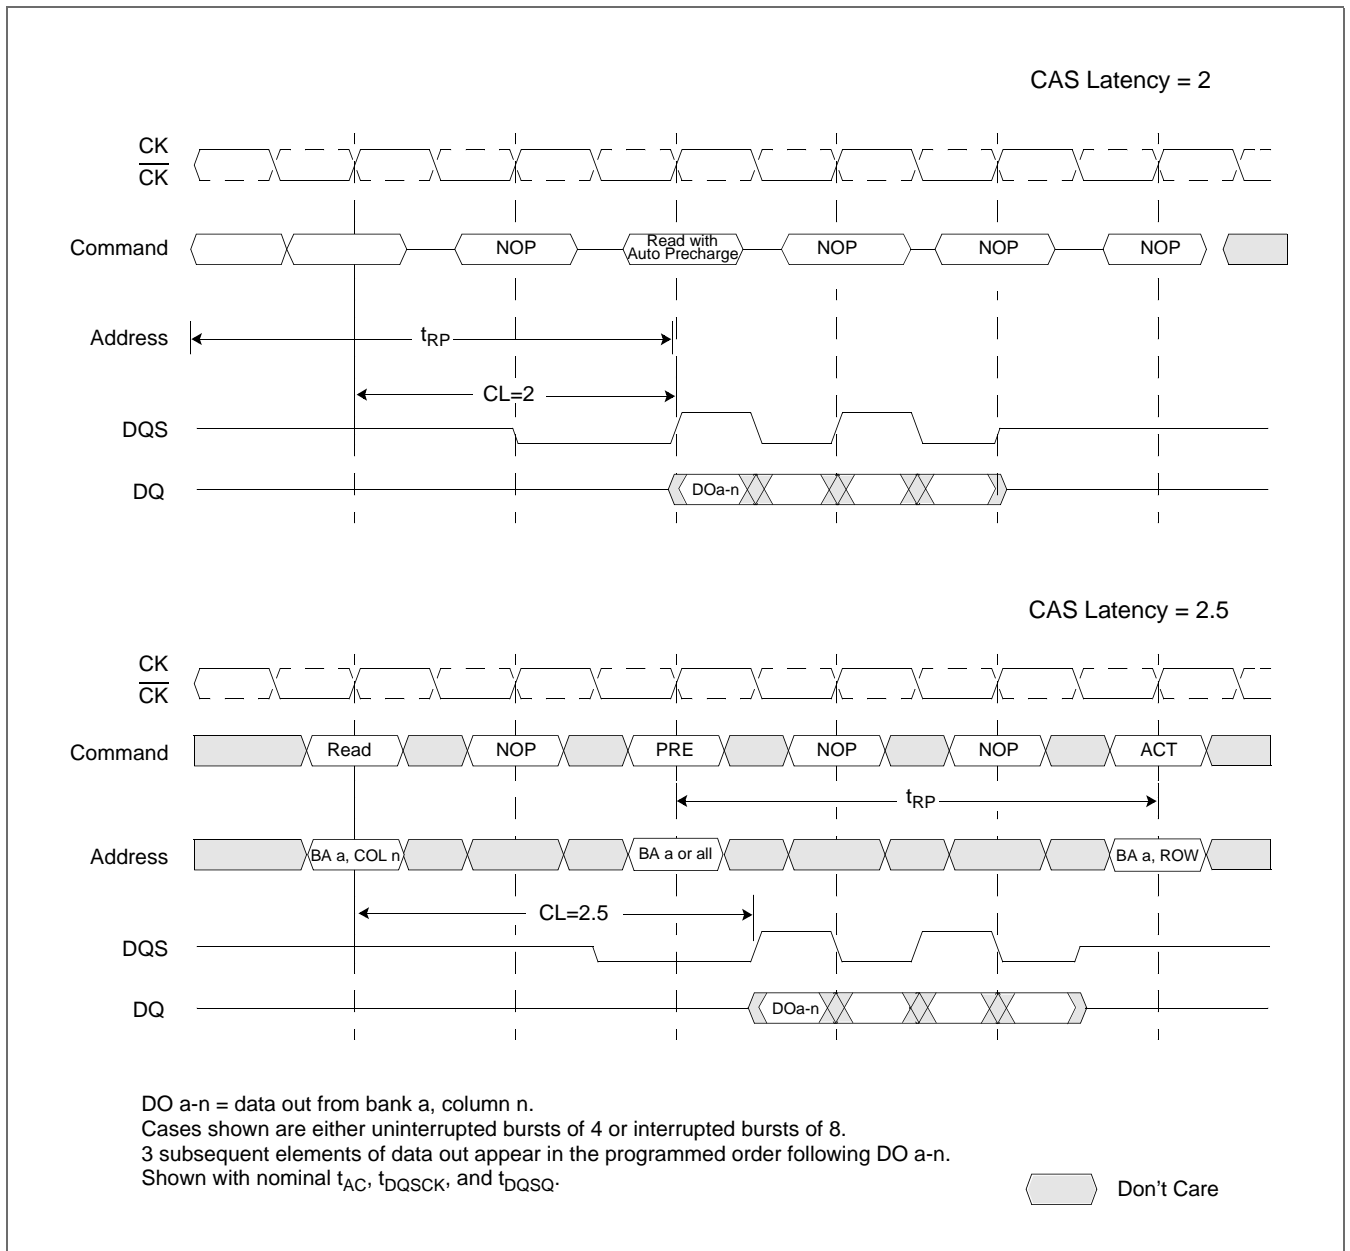 CAS Latency = 2
CK
CK
Command NOP Read with Auto Precharge NOP NOP NOP
Address tRP
CL=2
DQS
DQ DOa-n
CAS Latency = 2.5
CK
CK
Command Read NOP PRE NOP NOP ACT
tRP
Address BA a, COL n BA a or all BA a, ROW
CL=2.5
DQS
DQ DOa-n
DO a-n = data out from bank a, column n.
Cases shown are either uninterrupted bursts of 4 or interrupted bursts of 8.
3 subsequent elements of data out appear in the programmed order following DO a-n.
Shown with nominal tAC, tDQSCK, and tDQSQ.
Don't Care